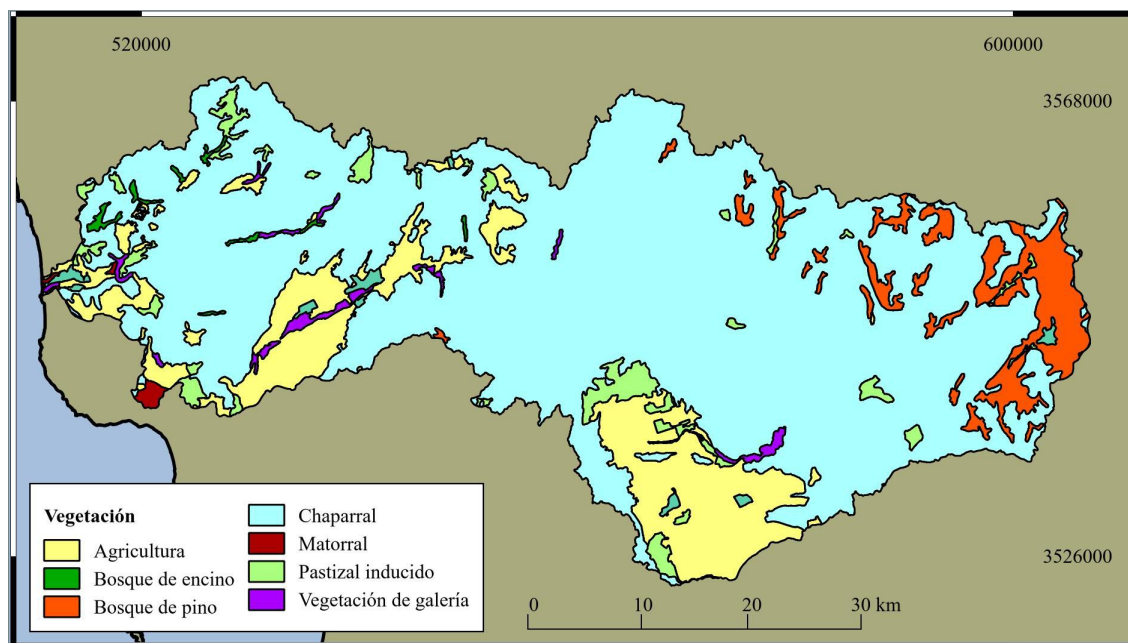 520000
600000
3568000
Vegetación
Agricultura
Bosque de encino
Bosque de pino
Chaparral
Matorral
Pastizal inducido
Vegetación de galería
3526000
0 10 20 30 km